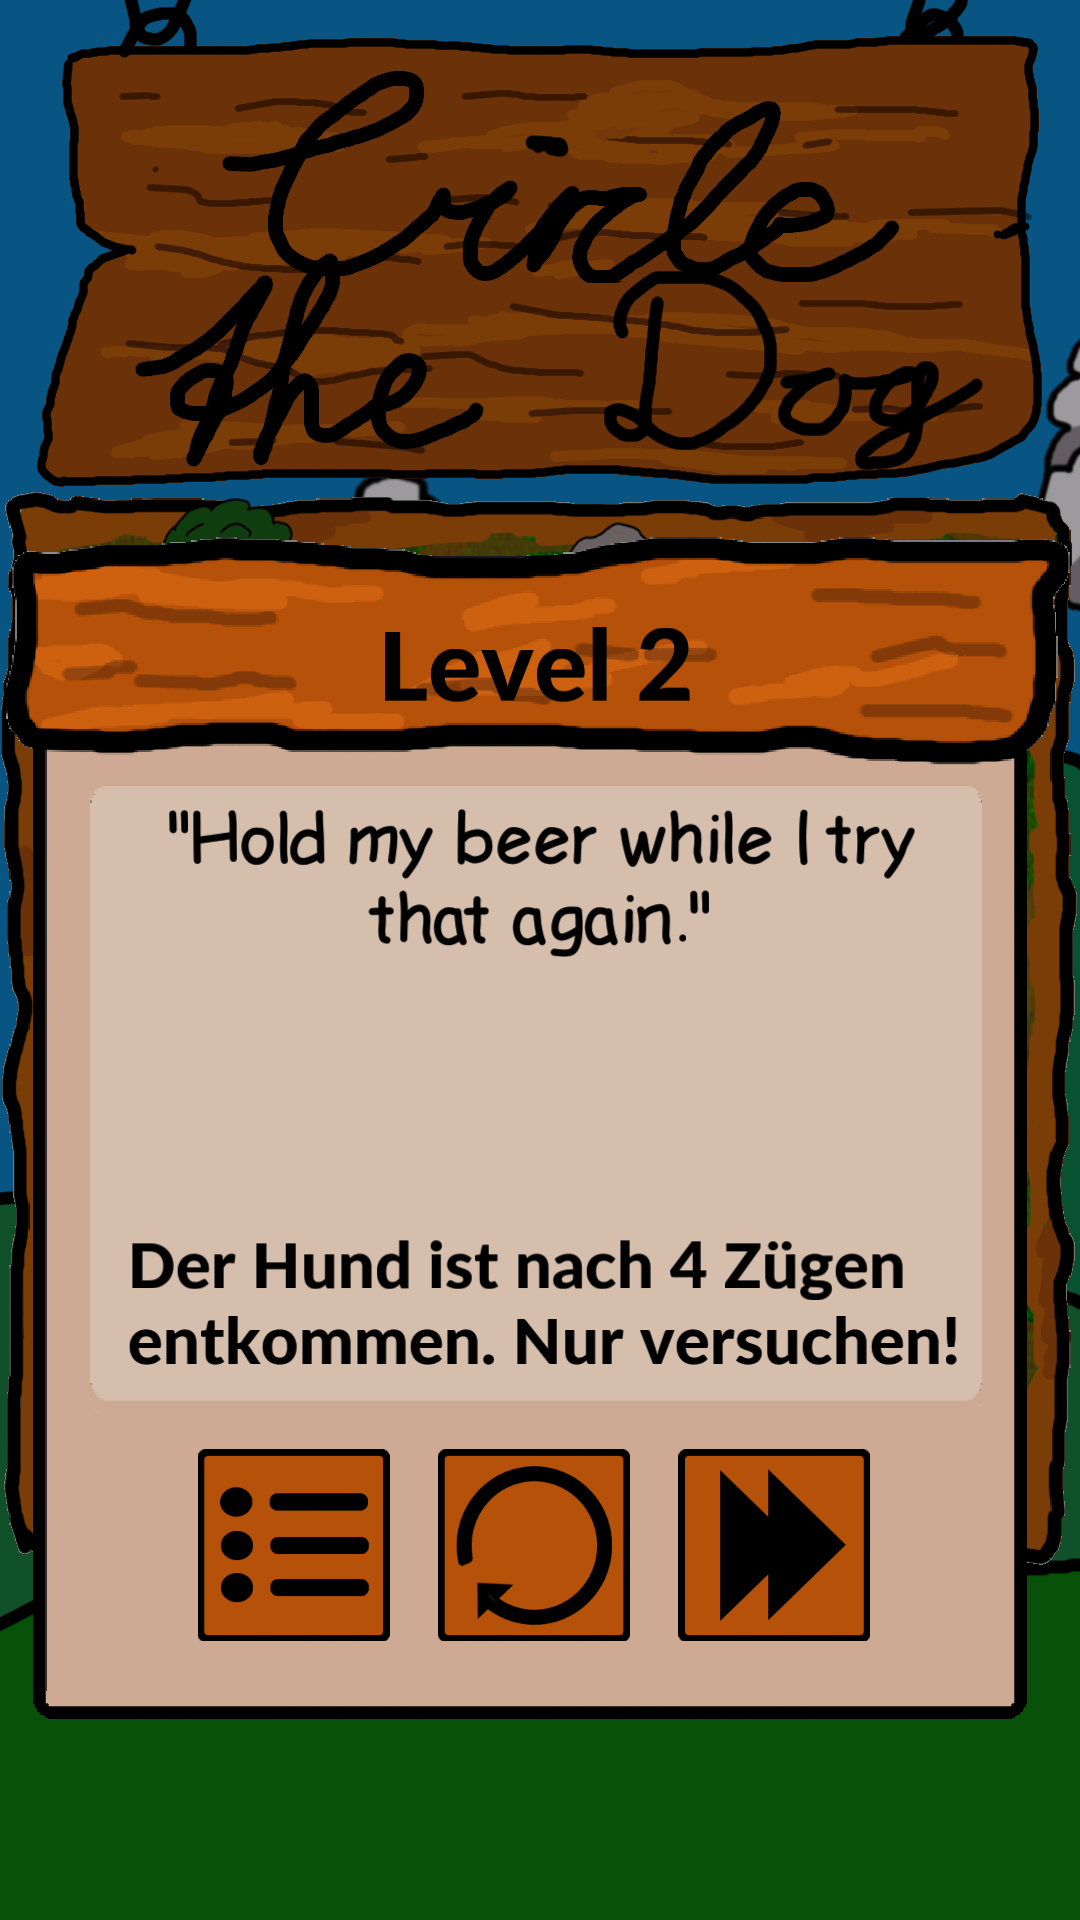 Circle
the Dog
Level 2
"Hold my beer while I try
that again."
Der Hund ist nach 4 Zügen
entkommen. Nur versuchen!